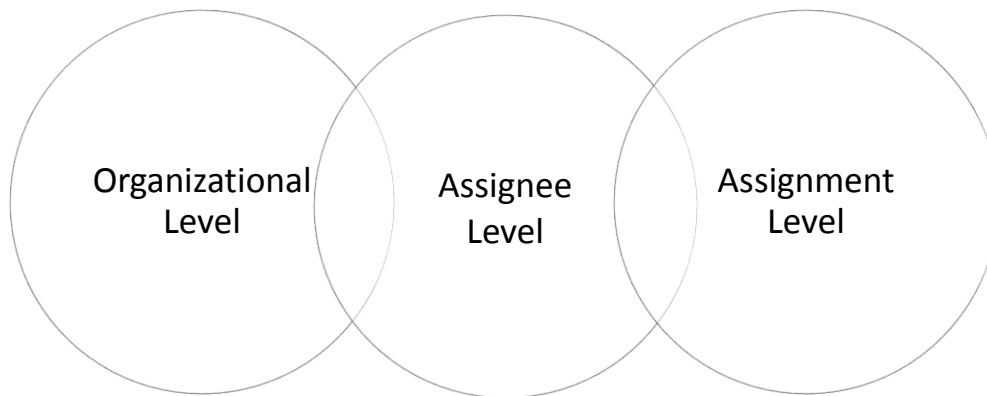 Organizational
Level
Assignee
Level
Assignment
Level